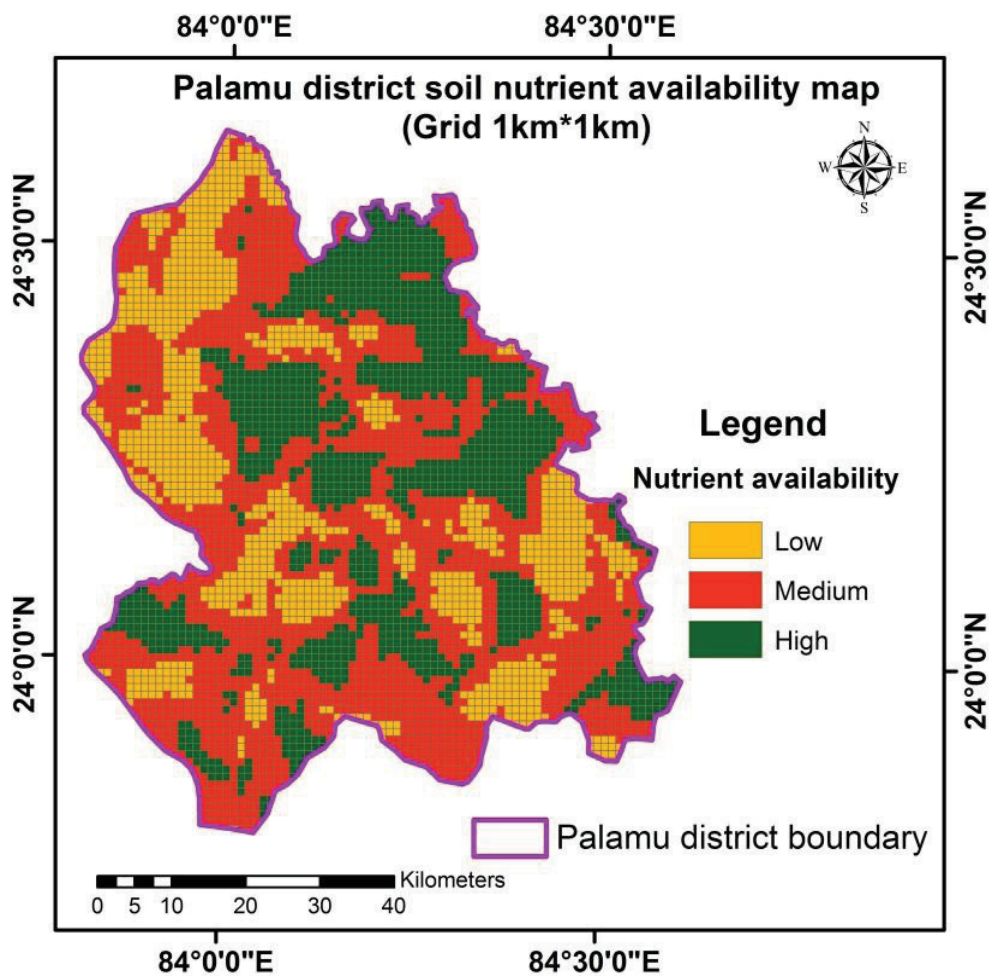 84°0'0"E 84°30'0"E
Palamu district soil nutrient availability map
(Grid 1km*1km)
N
W E
S
24°30'0"N
24°30'0"N
Legend
Nutrient availability
Low
Medium
High
24°0'0"N
24°0'0"N
Palamu district boundary
Kilometers
0 5 10 20 30 40
84°0'0"E 84°30'0"E